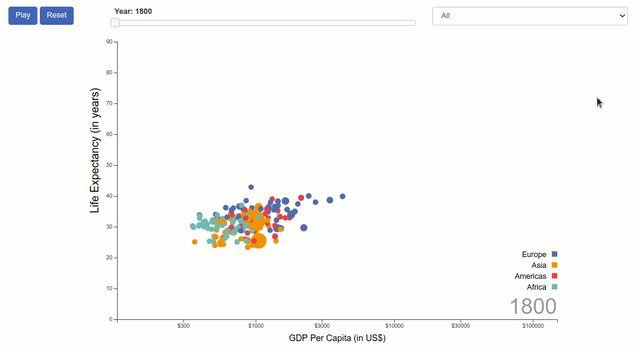 Play Reset
Year: 1800
All
90
80
70
60
50
40
30
20
10
0
Life Expectancy (in years)
Europe
Asia
Americas
Africa
1800
$300 $1000 $3000 $10000 $30000 $100000
GDP Per Capita (in US$)